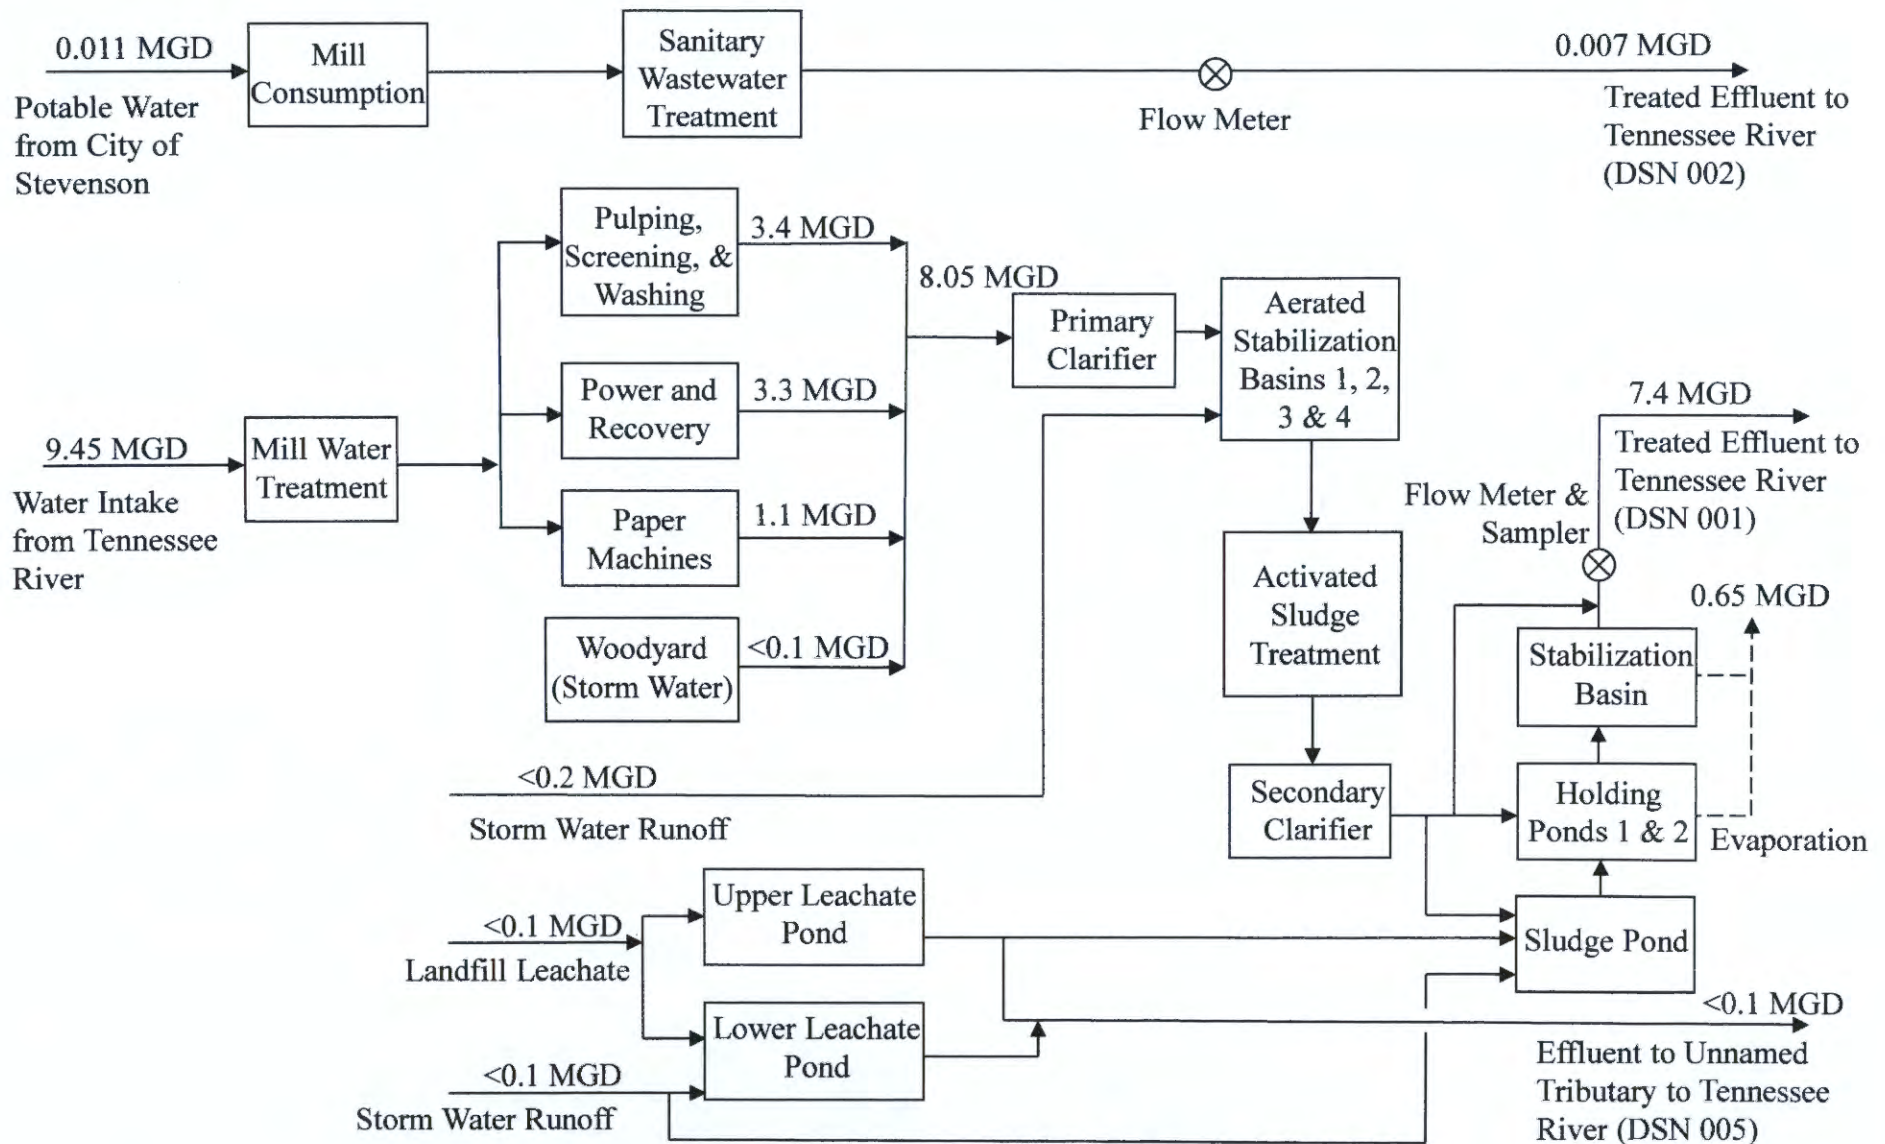 0.011 MGD
Potable Water
from City of
Stevenson
Mill
Consumption
Sanitary
Wastewater
Treatment
Flow Meter
0.007 MGD
Treated Effluent to
Tennessee River
(DSN 002)
9.45 MGD
Water Intake
from Tennessee
River
Mill Water
Treatment
Pulping,
Screening, &
Washing
3.4 MGD
Power and
Recovery
3.3 MGD
Paper
Machines
1.1 MGD
Woodyard
(Storm Water)
<0.1 MGD
8.05 MGD
Primary
Clarifier
Aerated
Stabilization
Basins 1, 2,
3 & 4
<0.2 MGD
Storm Water Runoff
Activated
Sludge
Treatment
Secondary
Clarifier
7.4 MGD
Treated Effluent to
Tennessee River
(DSN 001)
Flow Meter &
Sampler
0.65 MGD
Stabilization
Basin
Holding
Ponds 1 & 2
Evaporation
Sludge Pond
<0.1 MGD
Landfill Leachate
Upper Leachate
Pond
Lower Leachate
Pond
<0.1 MGD
Storm Water Runoff
<0.1 MGD
Effluent to Unnamed
Tributary to Tennessee
River (DSN 005)